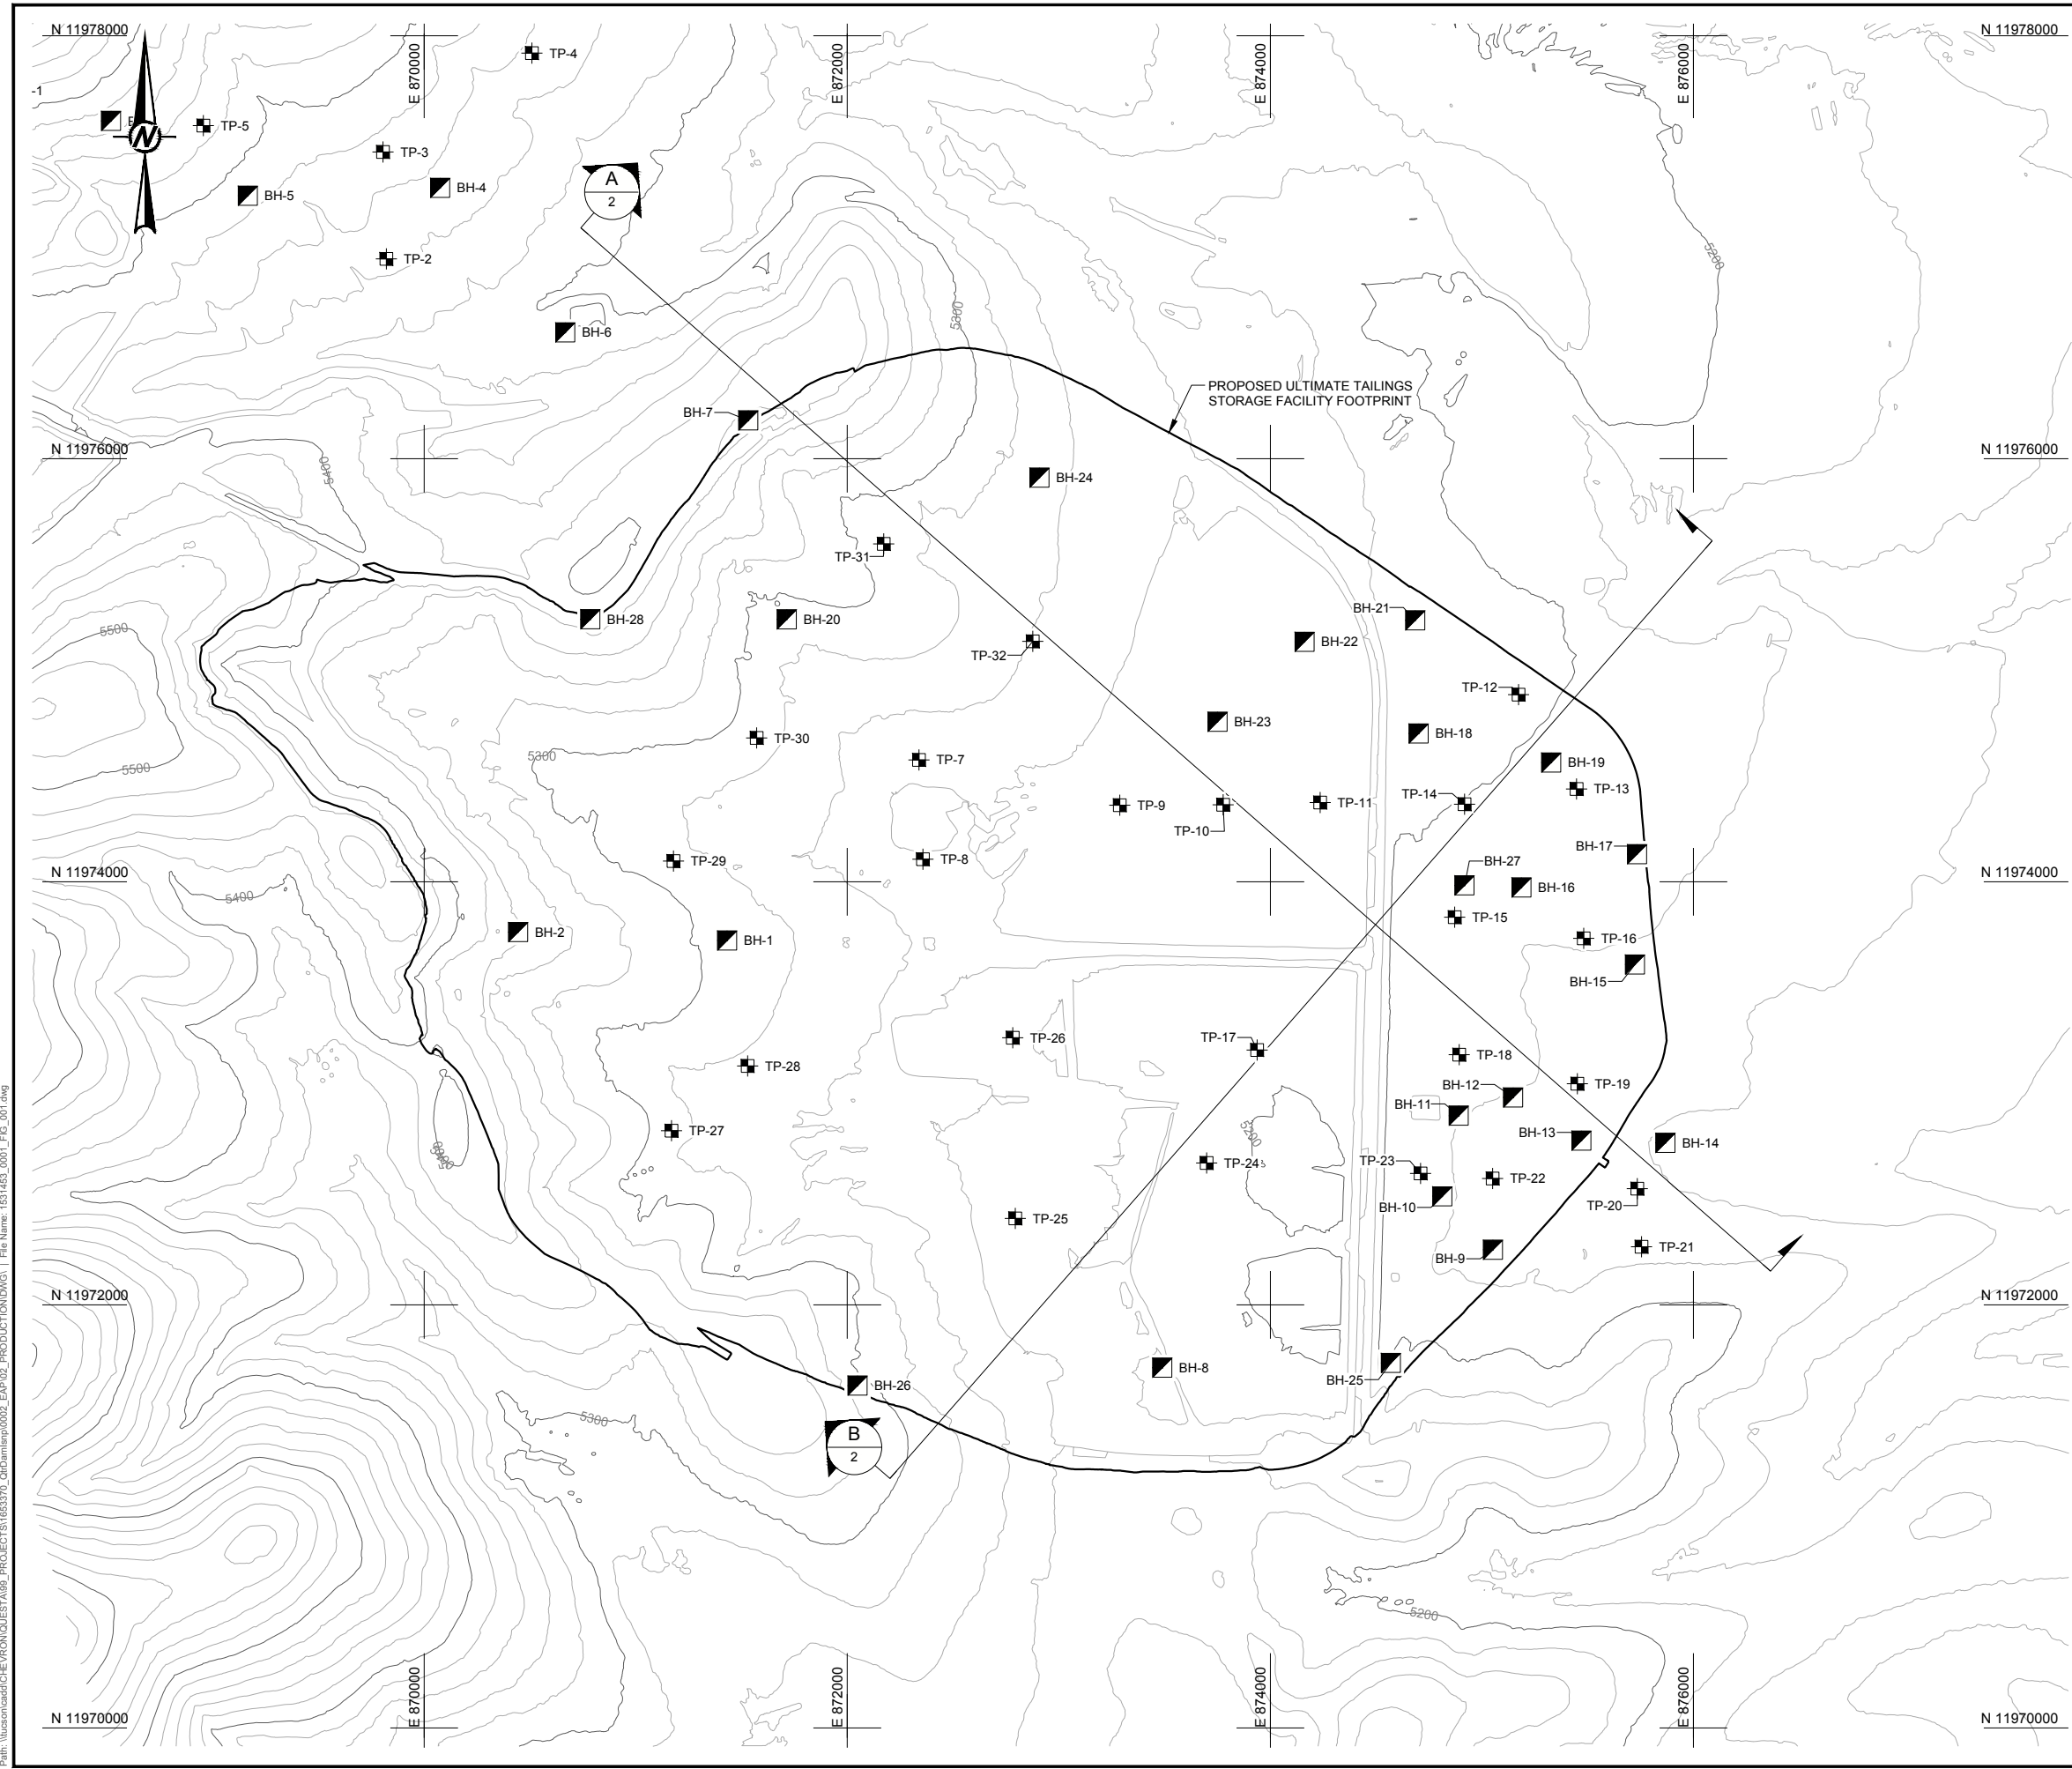 N 11978000
E 870000
E 872000
E 874000
E 876000
N 11978000
TP-4
-1
TP-5
TP-3
BH-5
BH-4
N
A
2
TP-2
5200
5300
BH-6
PROPOSED ULTIMATE TAILINGS
STORAGE FACILITY FOOTPRINT
BH-7
N 11976000
N 11976000
5400
BH-24
TP-31
BH-28
BH-20
BH-21
BH-22
5500
TP-32
TP-12
BH-23
BH-18
TP-30
5300
TP-7
BH-19
5500
TP-13
TP-14
TP-9
TP-11
TP-10
BH-17
TP-29
TP-8
BH-27
N 11974000
N 11974000
BH-16
5400
TP-15
BH-2
BH-1
TP-16
BH-15
TP-17
TP-26
TP-18
TP-28
TP-19
BH-12
BH-11
TP-27
5200
BH-13
BH-14
TP-24
TP-23
TP-22
TP-20
BH-10
TP-25
TP-21
BH-9
N 11972000
N 11972000
BH-8
BH-25
BH-26
5300
B
2
5200
E 870000
E 872000
E 874000
E 876000
N 11970000
N 11970000